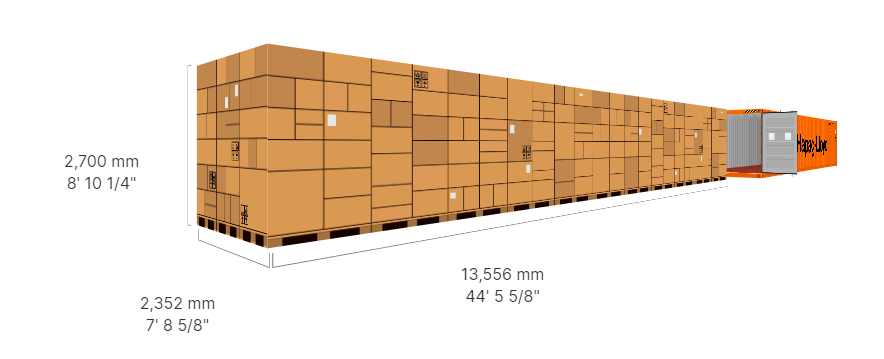 2,700 mm
8' 10 1/4"
Hapag-Lloyd
13,556 mm
44' 5 5/8"
2,352 mm
7' 8 5/8"